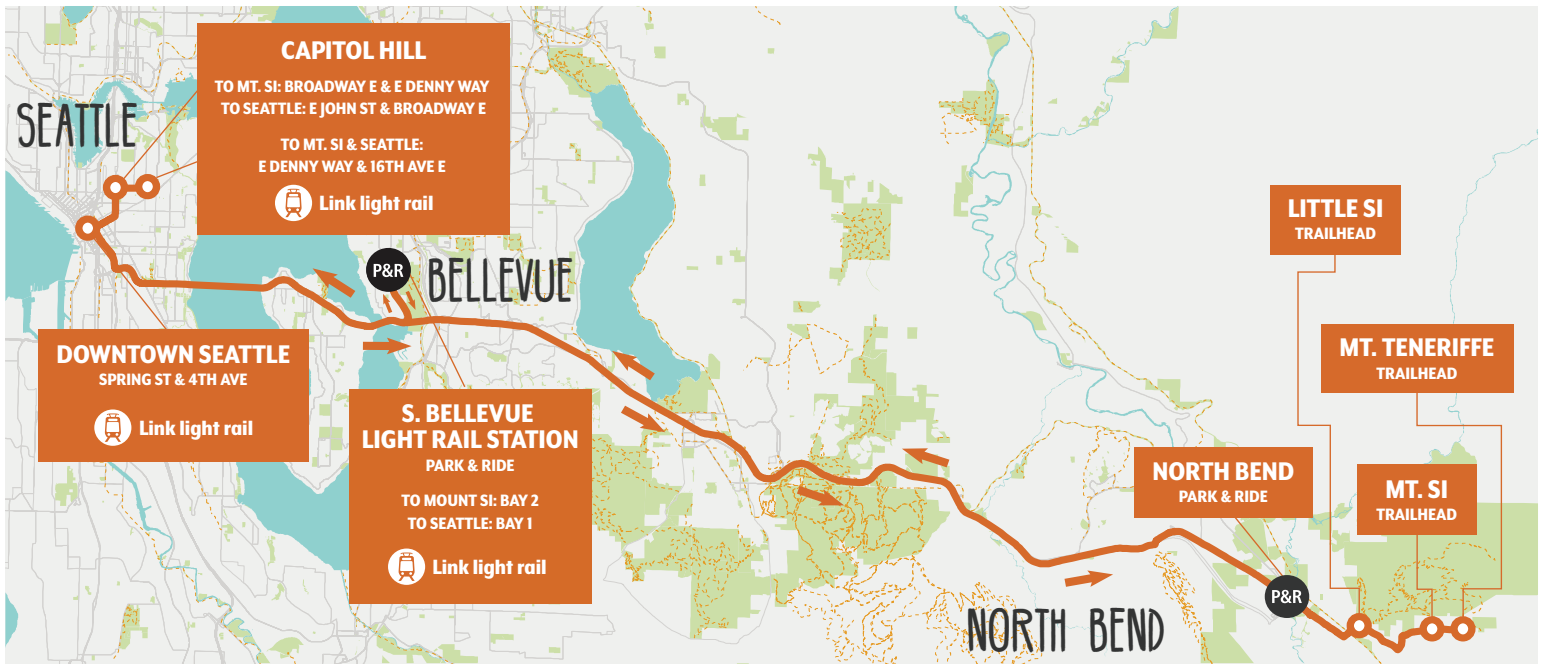 SEATTLE
CAPITOL HILL
TO MT. SI: BROADWAY E & E DENNY WAY
TO SEATTLE: E JOHN ST & BROADWAY E
TO MT. SI & SEATTLE:
E DENNY WAY & 16TH AVE E
Link light rail
P&R
BELLEVUE
DOWNTOWN SEATTLE
SPRING ST & 4TH AVE
Link light rail
S. BELLEVUE
LIGHT RAIL STATION
PARK & RIDE
TO MOUNT SI: BAY 2
TO SEATTLE: BAY 1
Link light rail
LITTLE SI
TRAILHEAD
MT. TENERIFFE
TRAILHEAD
NORTH BEND
PARK & RIDE
MT. SI
TRAILHEAD
P&R
NORTH BEND